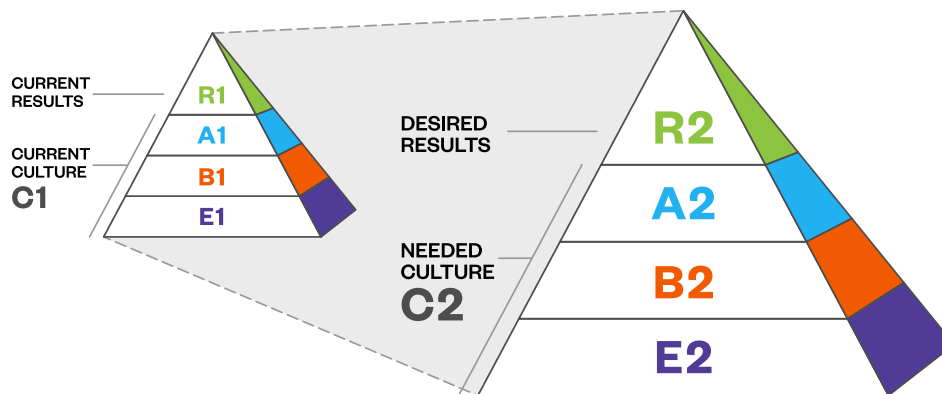 CURRENT
RESULTS
R1
A1
CURRENT
CULTURE
C1
B1
E1
DESIRED
RESULTS
R2
A2
NEEDED
CULTURE
C2
B2
E2